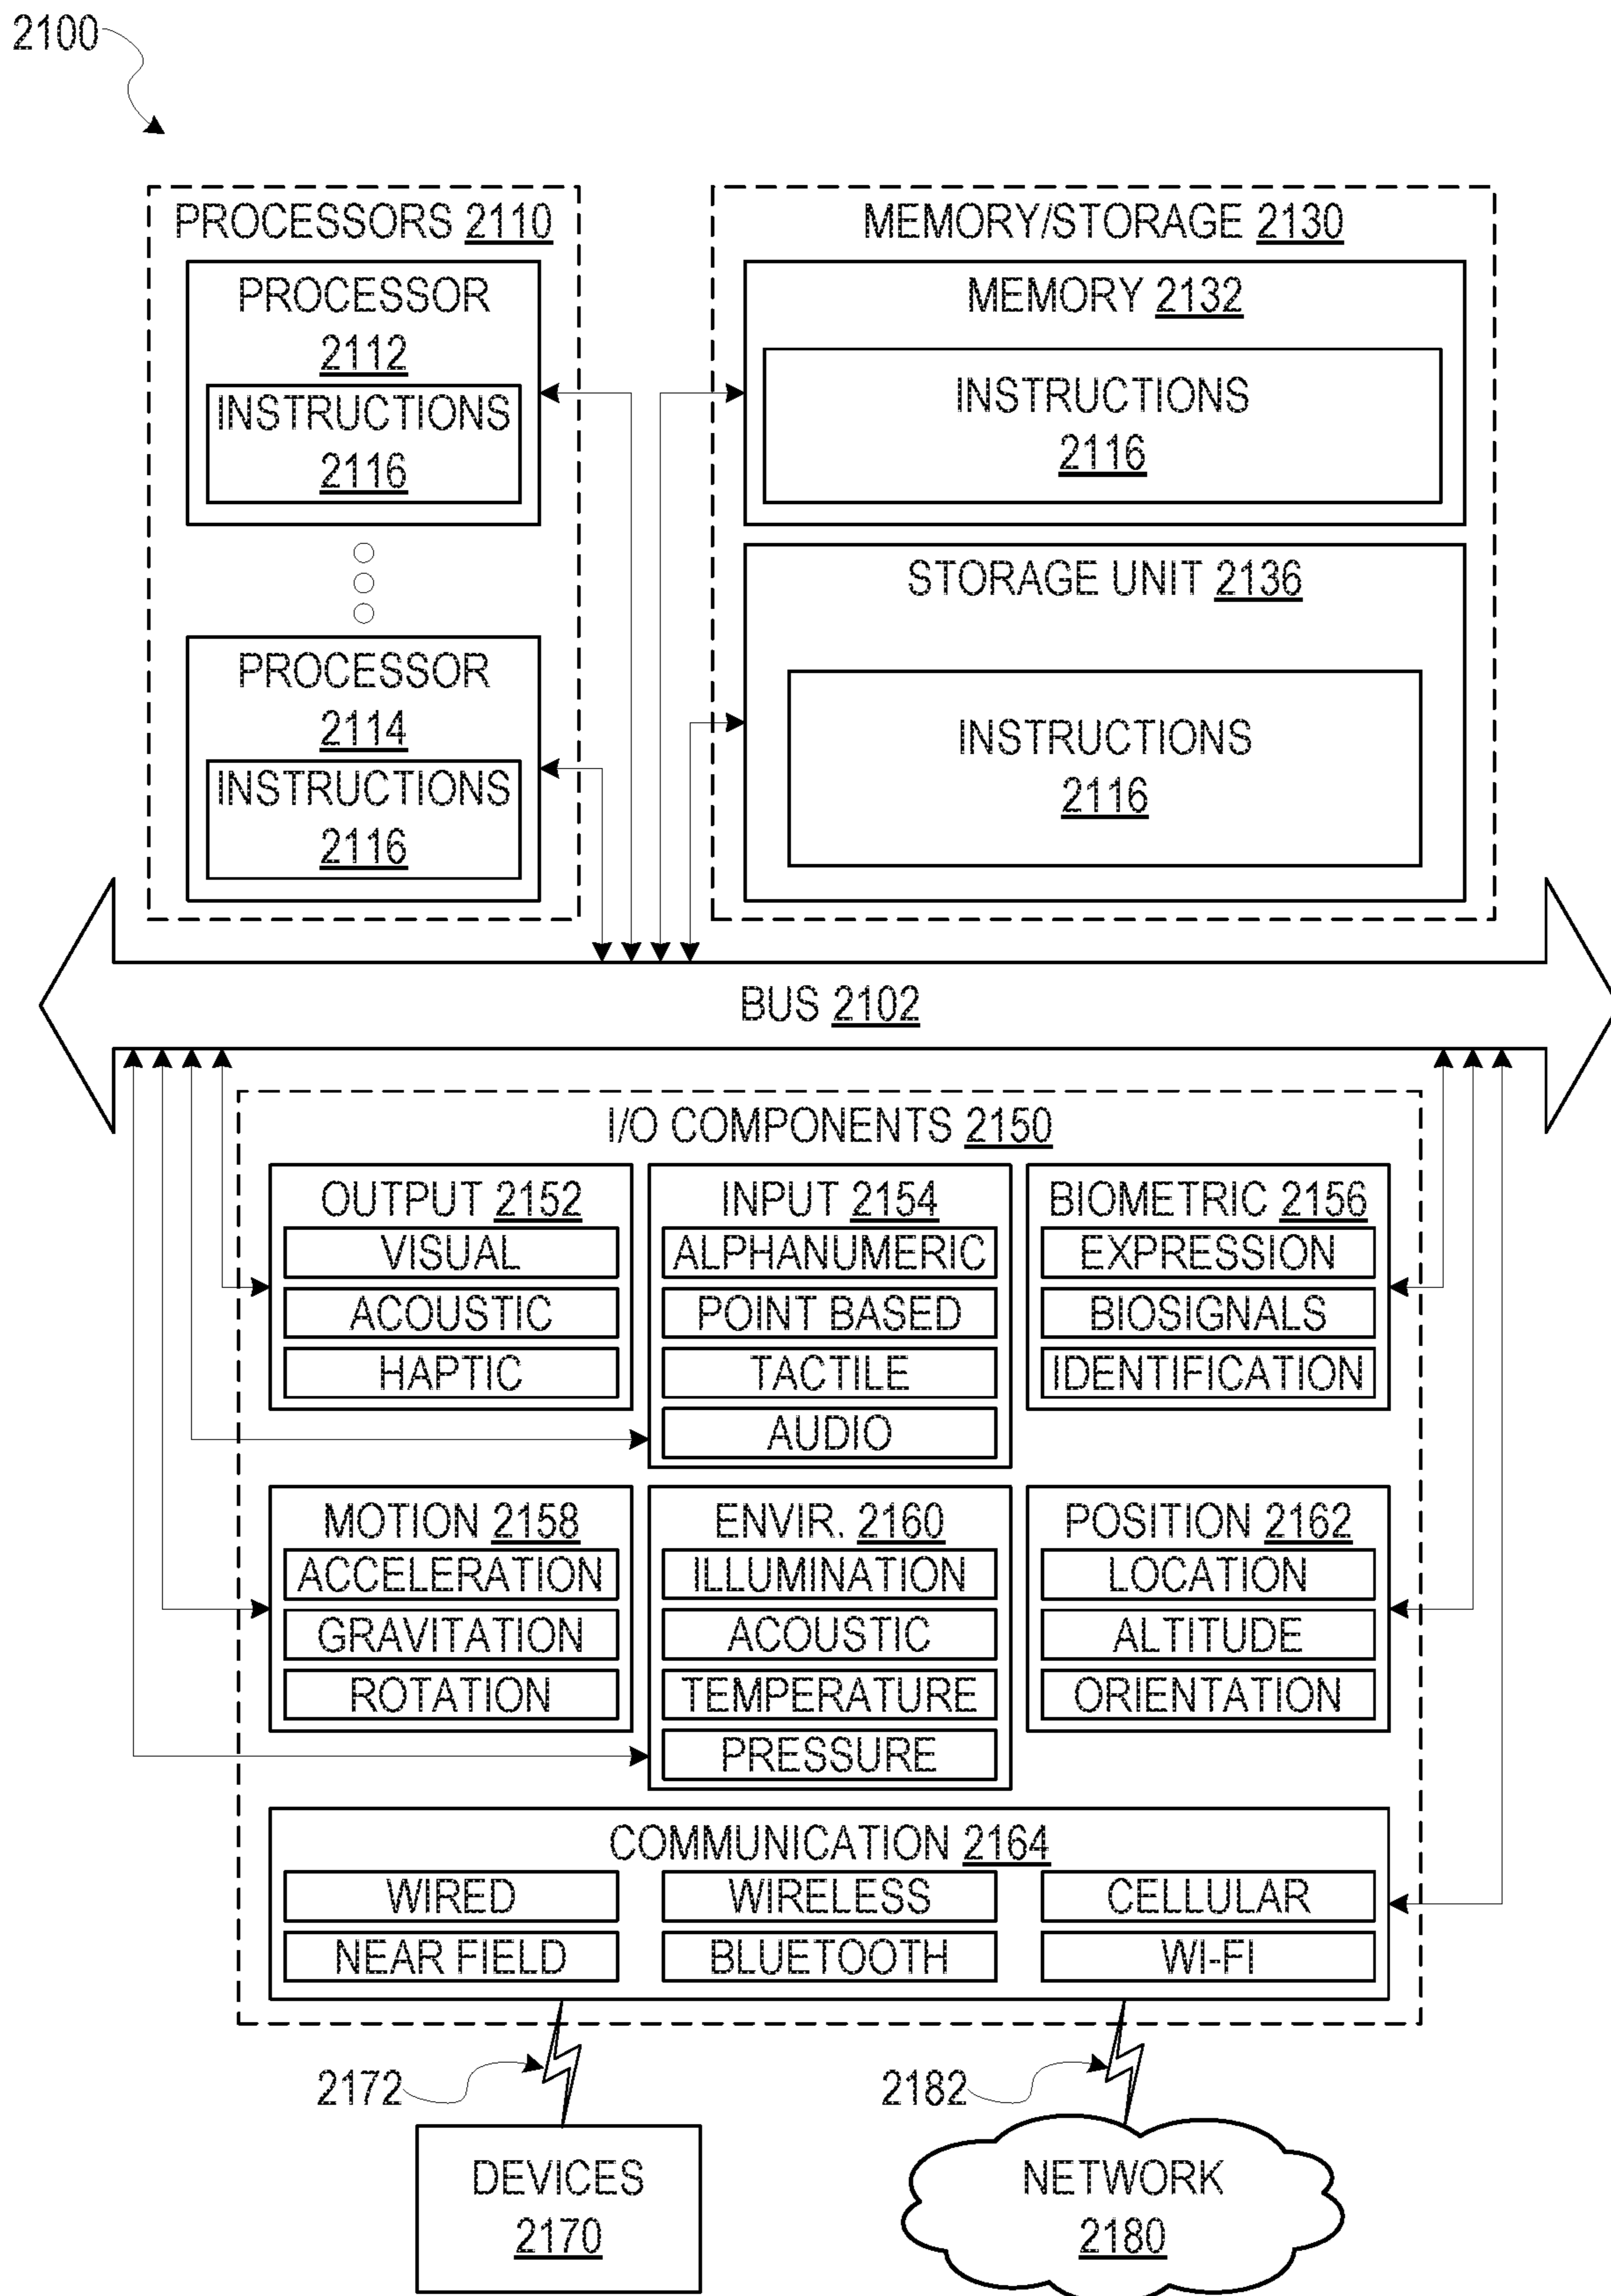 2100
PROCESSORS 2110
PROCESSOR
2112
INSTRUCTIONS
2116
PROCESSOR
2114
INSTRUCTIONS
2116
MEMORY/STORAGE 2130
MEMORY 2132
INSTRUCTIONS
2116
STORAGE UNIT 2136
INSTRUCTIONS
2116
BUS 2102
I/O COMPONENTS 2150
OUTPUT 2152
VISUAL
ACOUSTIC
HAPTIC
INPUT 2154
ALPHANUMERIC
POINT BASED
TACTILE
AUDIO
BIOMETRIC 2156
EXPRESSION
BIOSIGNALS
IDENTIFICATION
MOTION 2158
ACCELERATION
GRAVITATION
ROTATION
ENVIR. 2160
ILLUMINATION
ACOUSTIC
TEMPERATURE
PRESSURE
POSITION 2162
LOCATION
ALTITUDE
ORIENTATION
COMMUNICATION 2164
WIRED
WIRELESS
CELLULAR
NEAR FIELD
BLUETOOTH
WI-FI
2172
2182
DEVICES
2170
NETWORK
2180